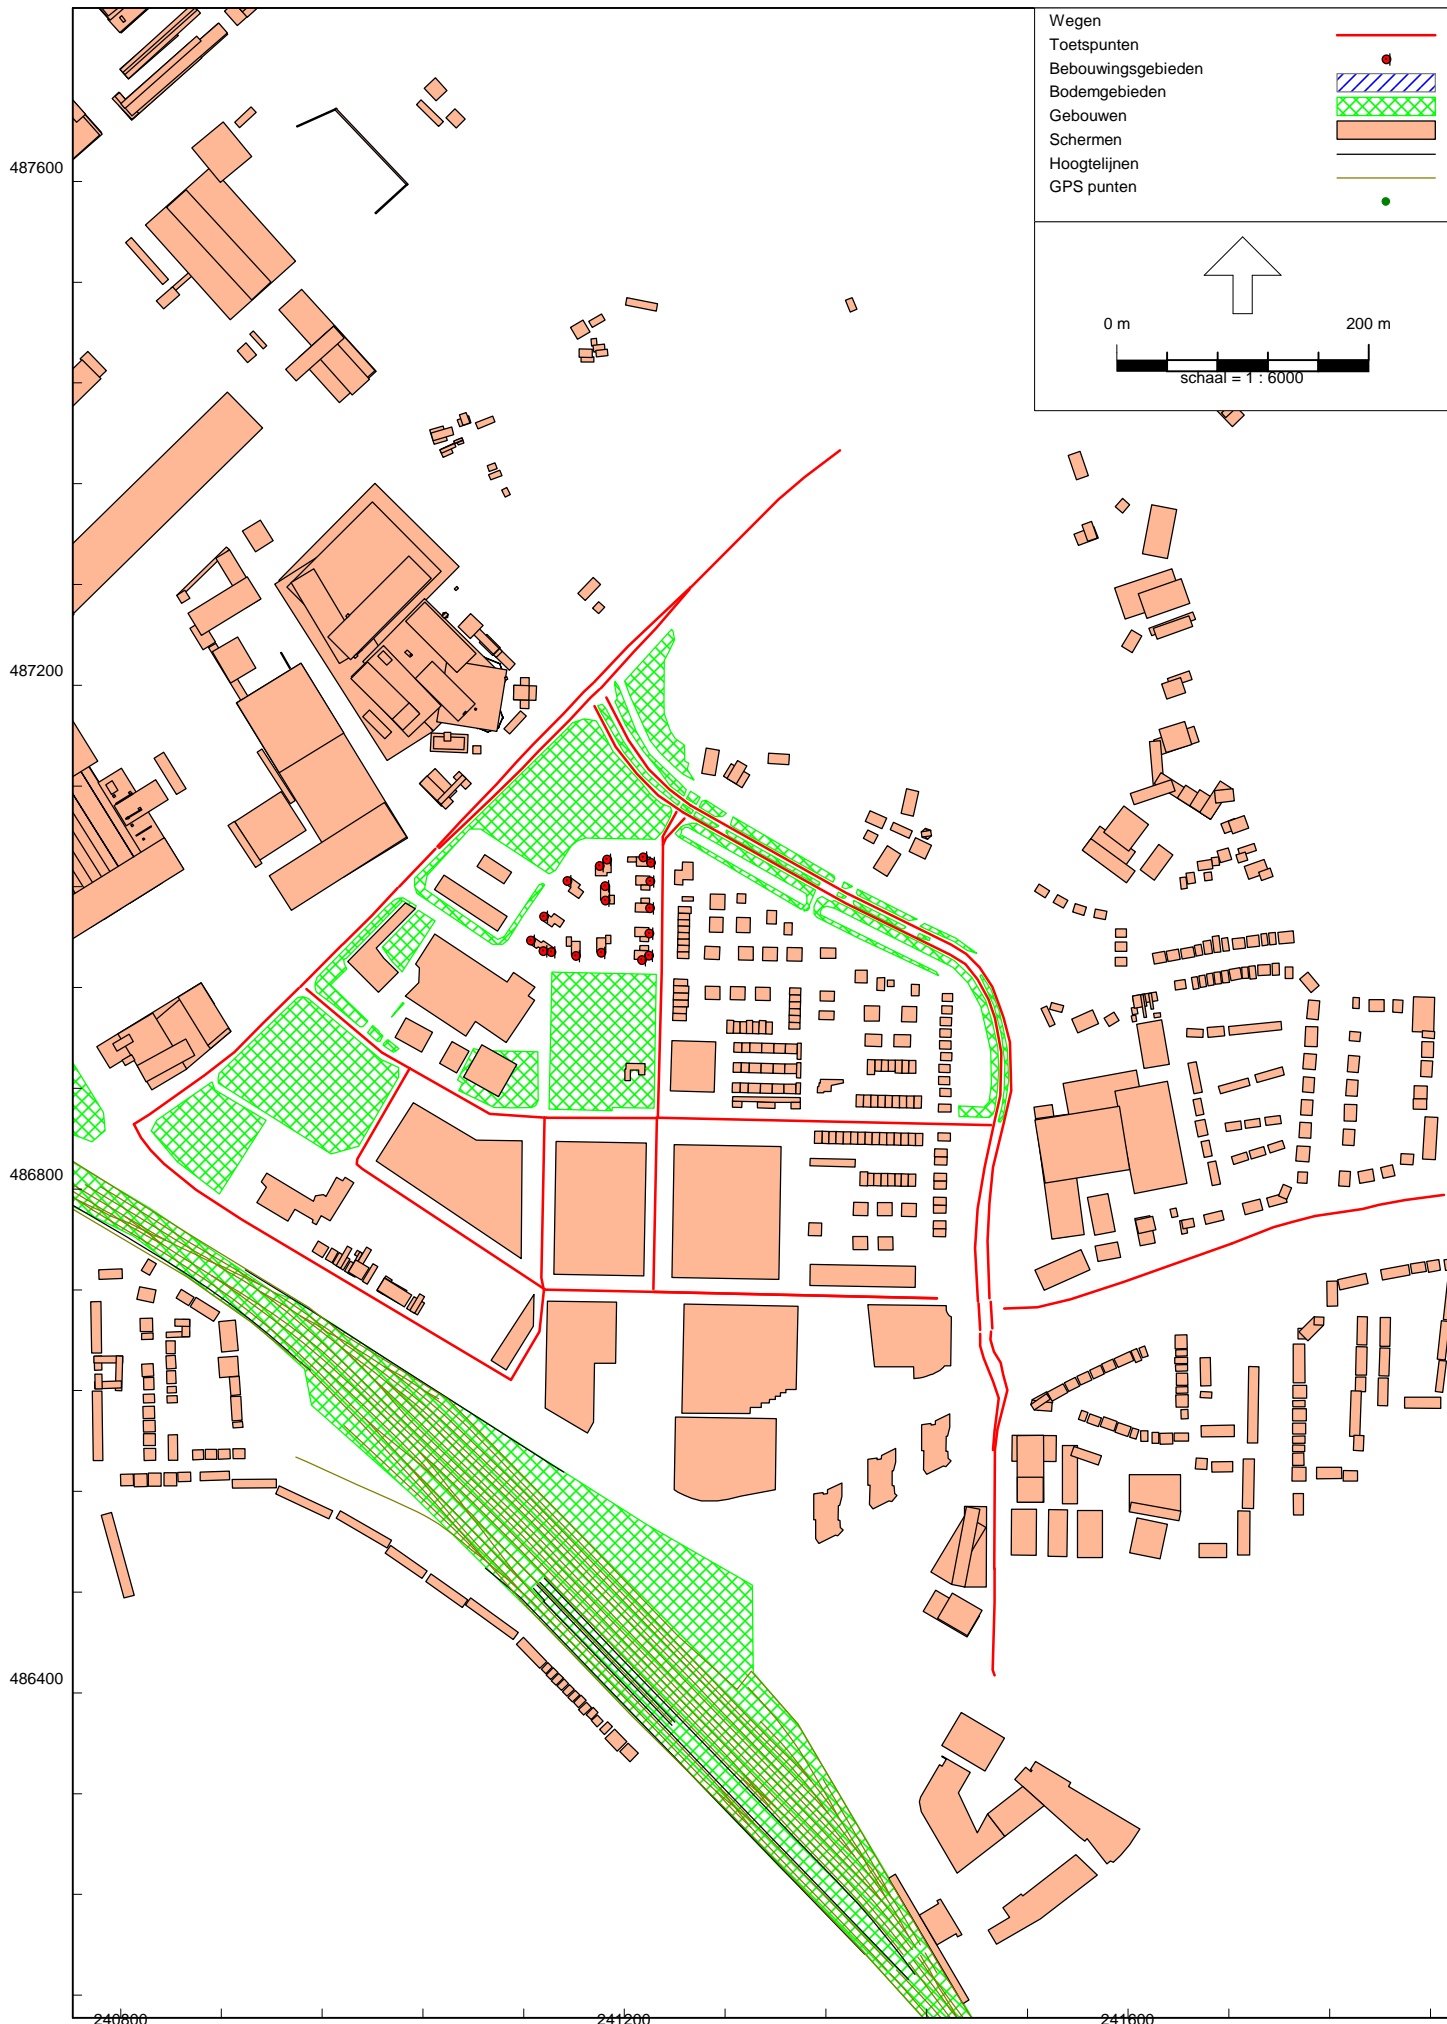 Wegen
Toetspunten
Bebouwingsgebieden
Bodemgebieden
Gebouwen
Schermen
Hoogtelijnen
GPS punten
0 m 200 m
schaal = 1 : 6000
487600
487200
486800
486400
240800 241200 241600